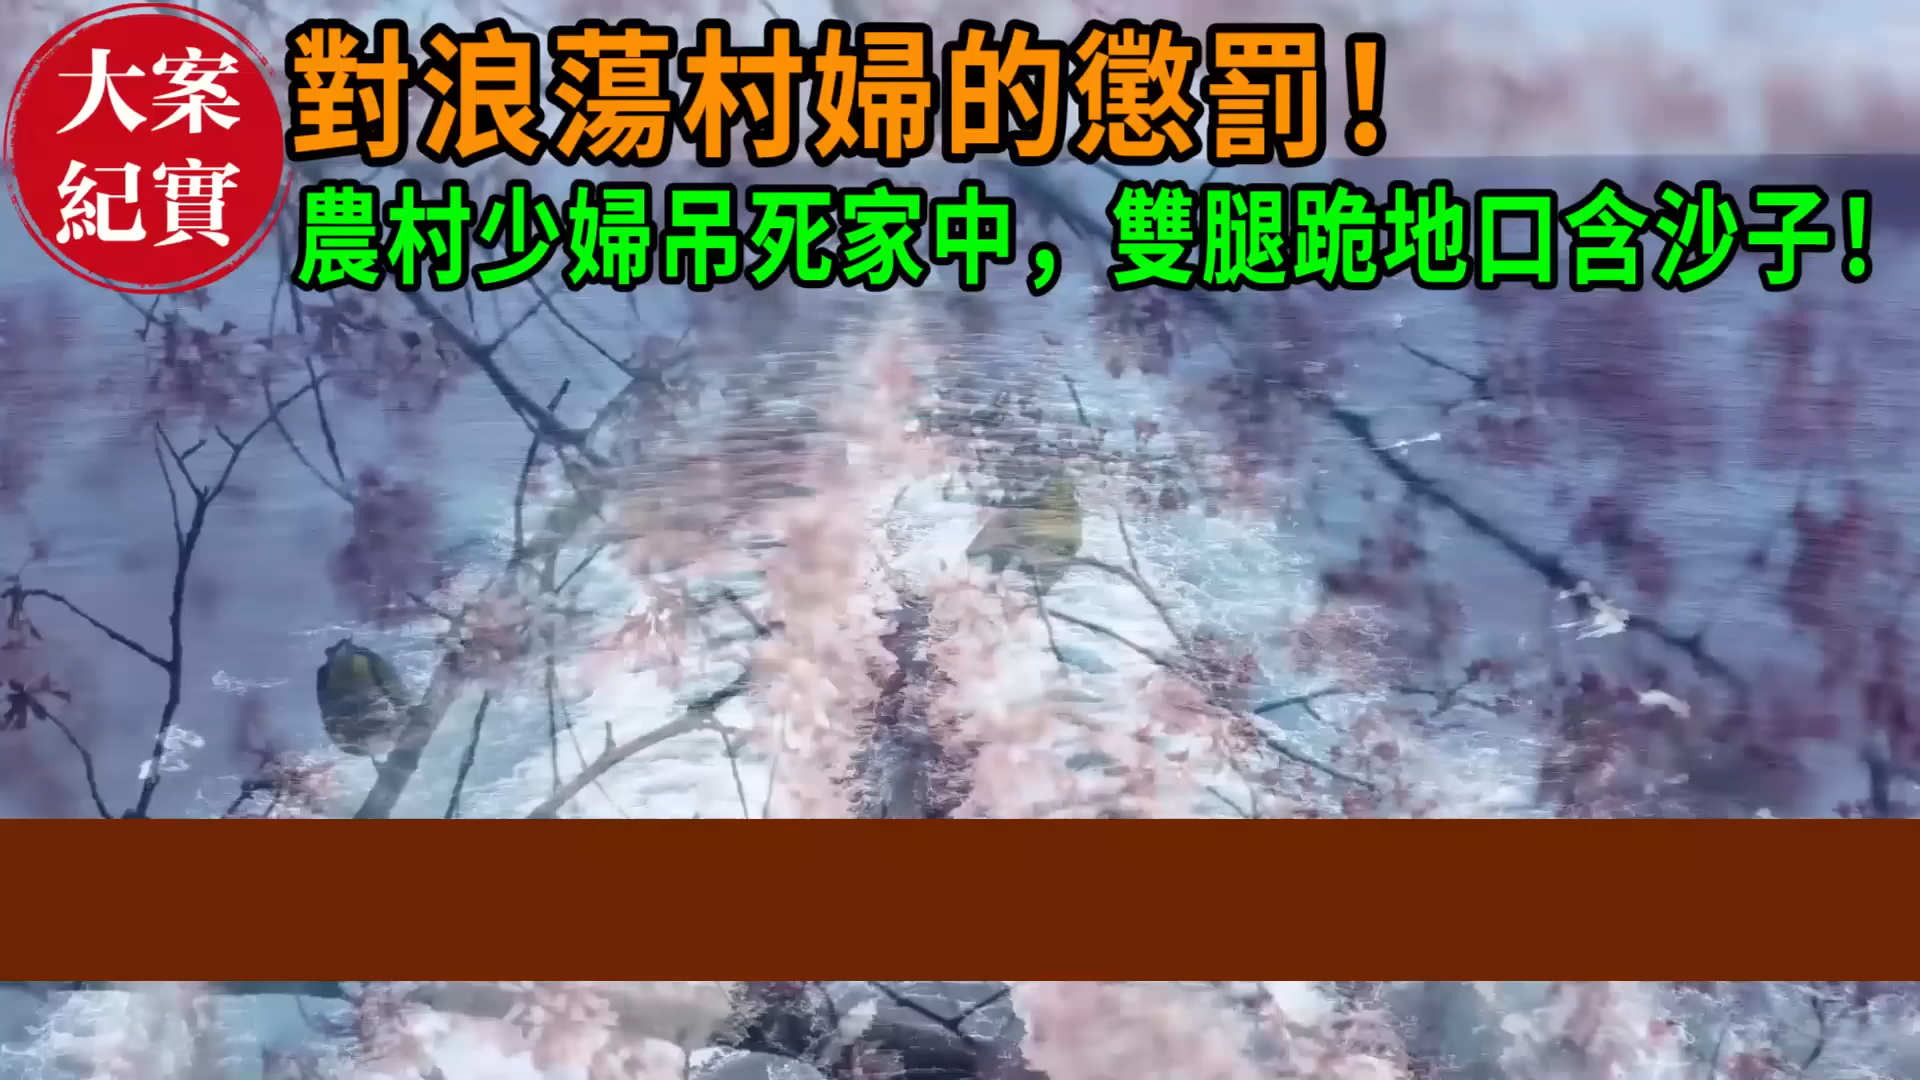 大案
紀實
對浪蕩村婦的懲罰！
農村少婦吊死家中，雙腿跪地口含沙子！